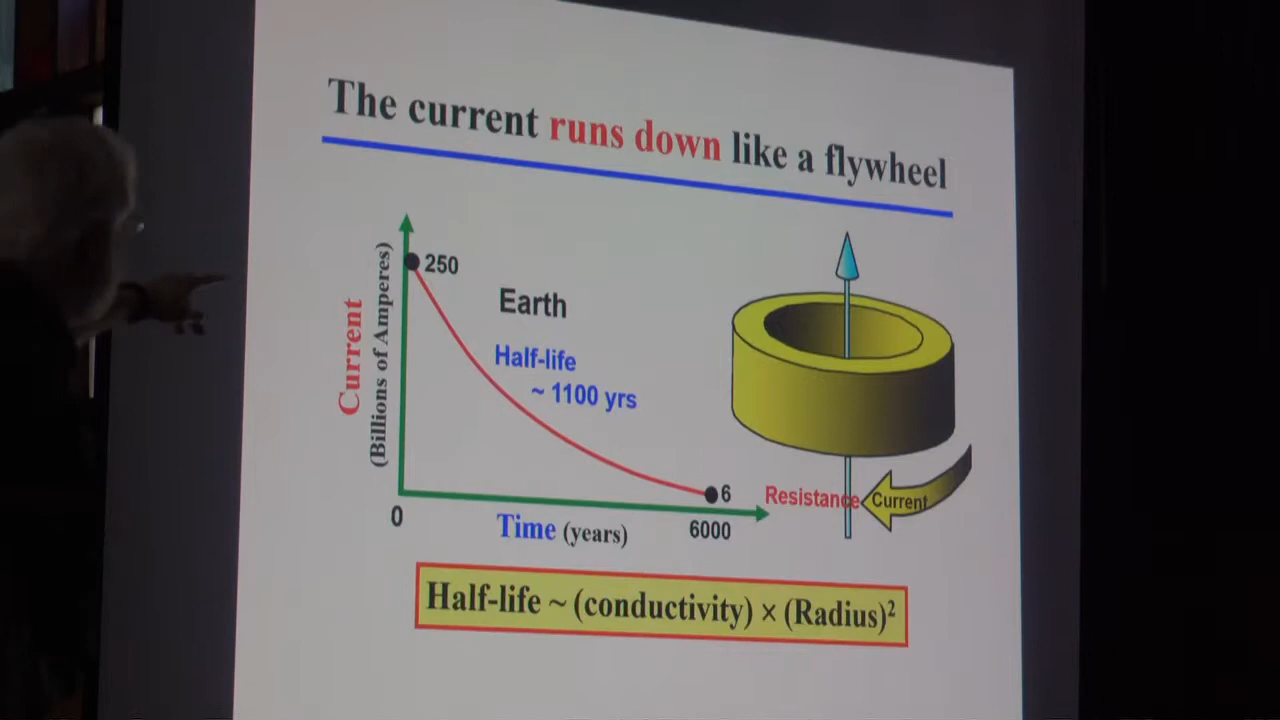 The current runs down like a flywheel
Current
(Billions of Amperes)
250
Earth
Half-life
~ 1100 yrs
6
0
Time (years)
6000
Resistance
Current
Half-life ~ (conductivity) × (Radius)²